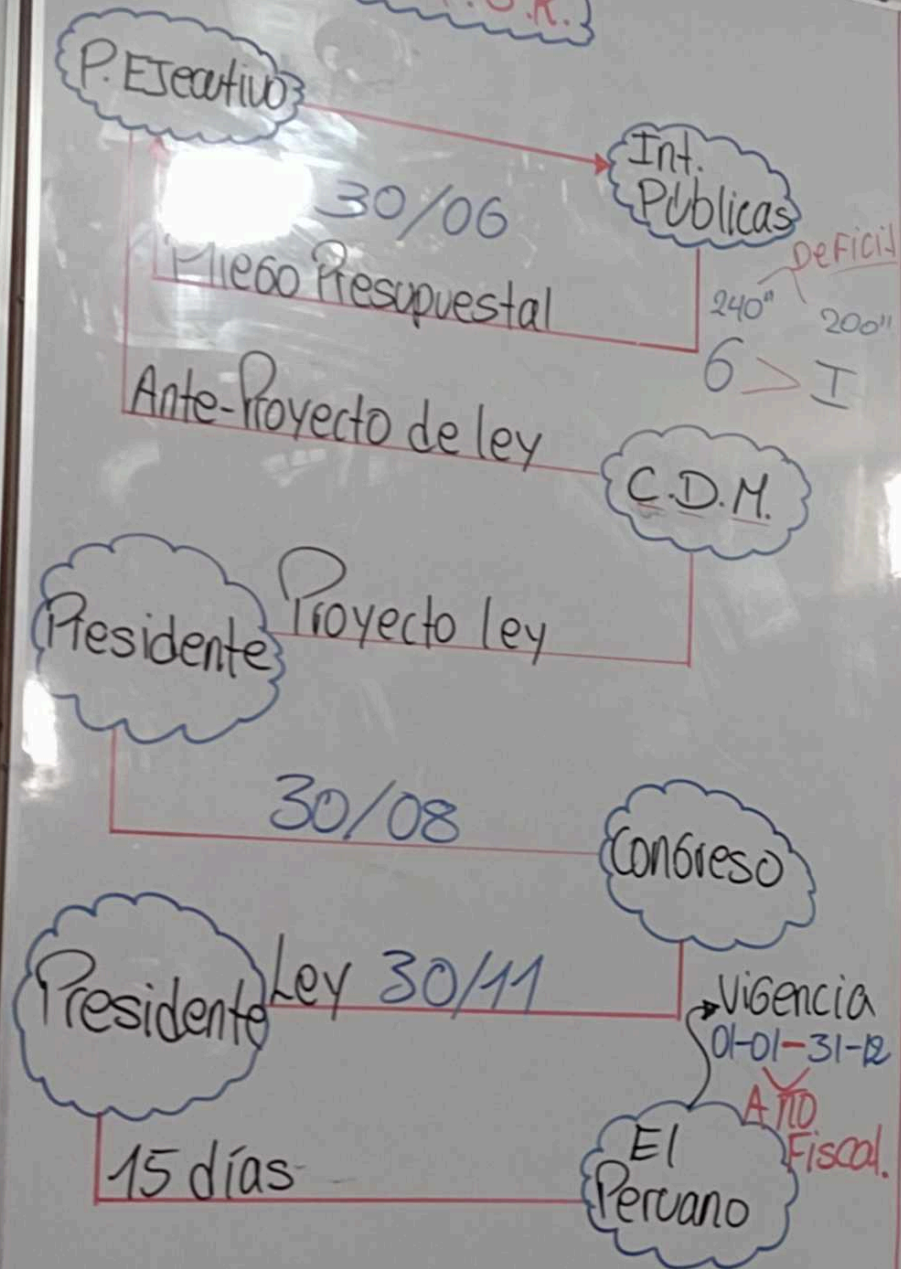 P. Ejecutivo
Int.
Públicas
30/06
Pliego Presupuestal
Deficit
240"
200"
G > I
Ante-Proyecto de ley
C.D.M.
Presidente
Proyecto ley
30/08
Congreso
Presidente
Ley 30/11
Vigencia
01-01-31-12
Año
Fiscal.
15 días
El
Peruano